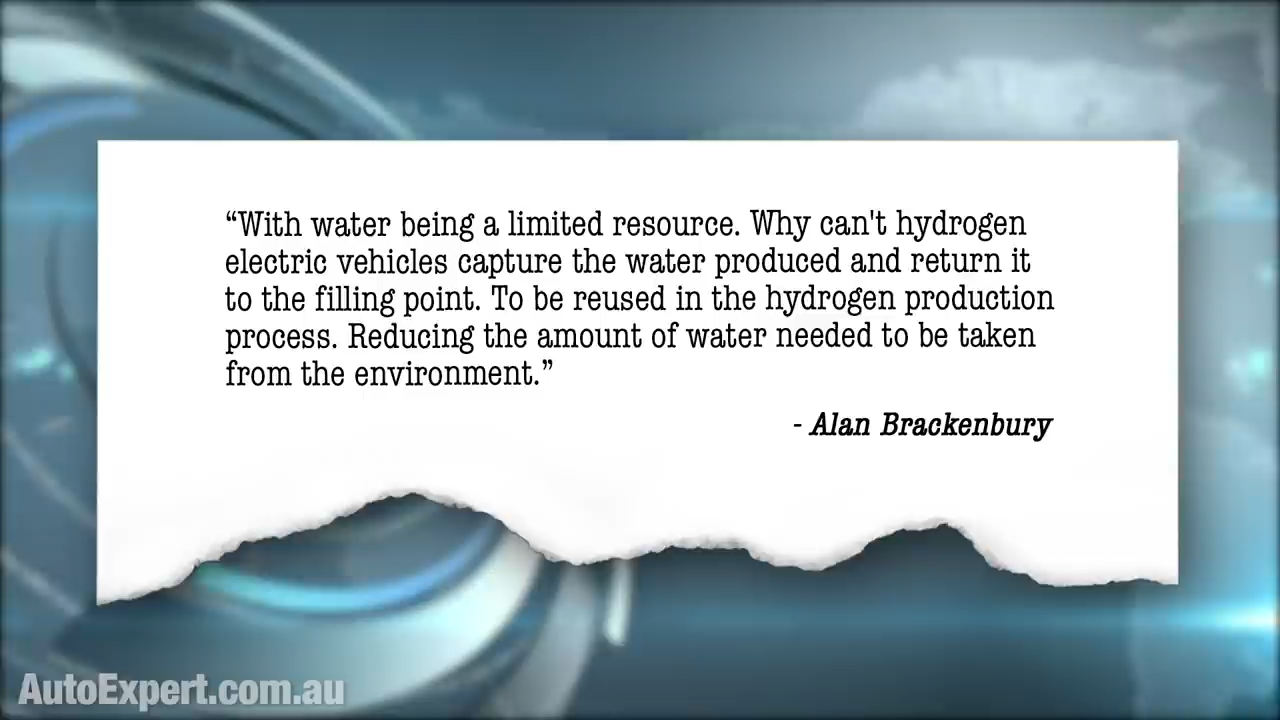 “With water being a limited resource. Why can't hydrogen
electric vehicles capture the water produced and return it
to the filling point. To be reused in the hydrogen production
process. Reducing the amount of water needed to be taken
from the environment.”
- Alan Brackenbury
AutoExpert.com.au